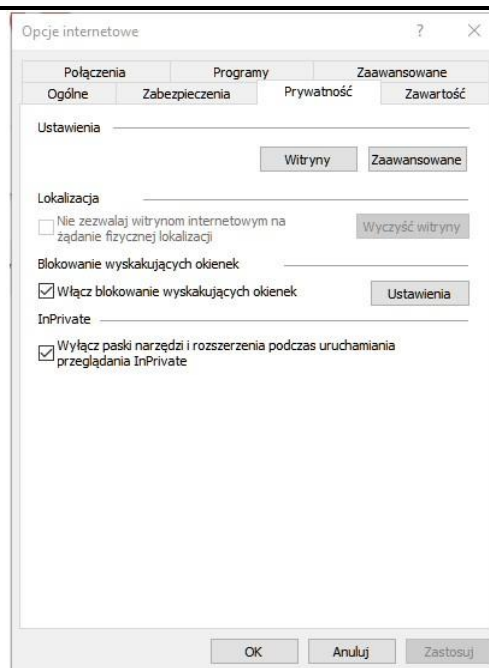 Opcje internetowe
Połączenia Programy Zaawansowane
Ogólne Zabezpieczenia Prywatność Zawartość
Ustawienia
Witryny Zaawansowane
Lokalizacja
Nie zezwalaj witrynom internetowym na
żądanie fizycznej lokalizacji
Wyczyść witryny
Blokowanie wyskakujących okienek
Włącz blokowanie wyskakujących okienek Ustawienia
InPrivate
Wyłącz paski narzędzi i rozszerzenia podczas uruchamiania
przeglądania InPrivate
OK Anuluj Zastosuj